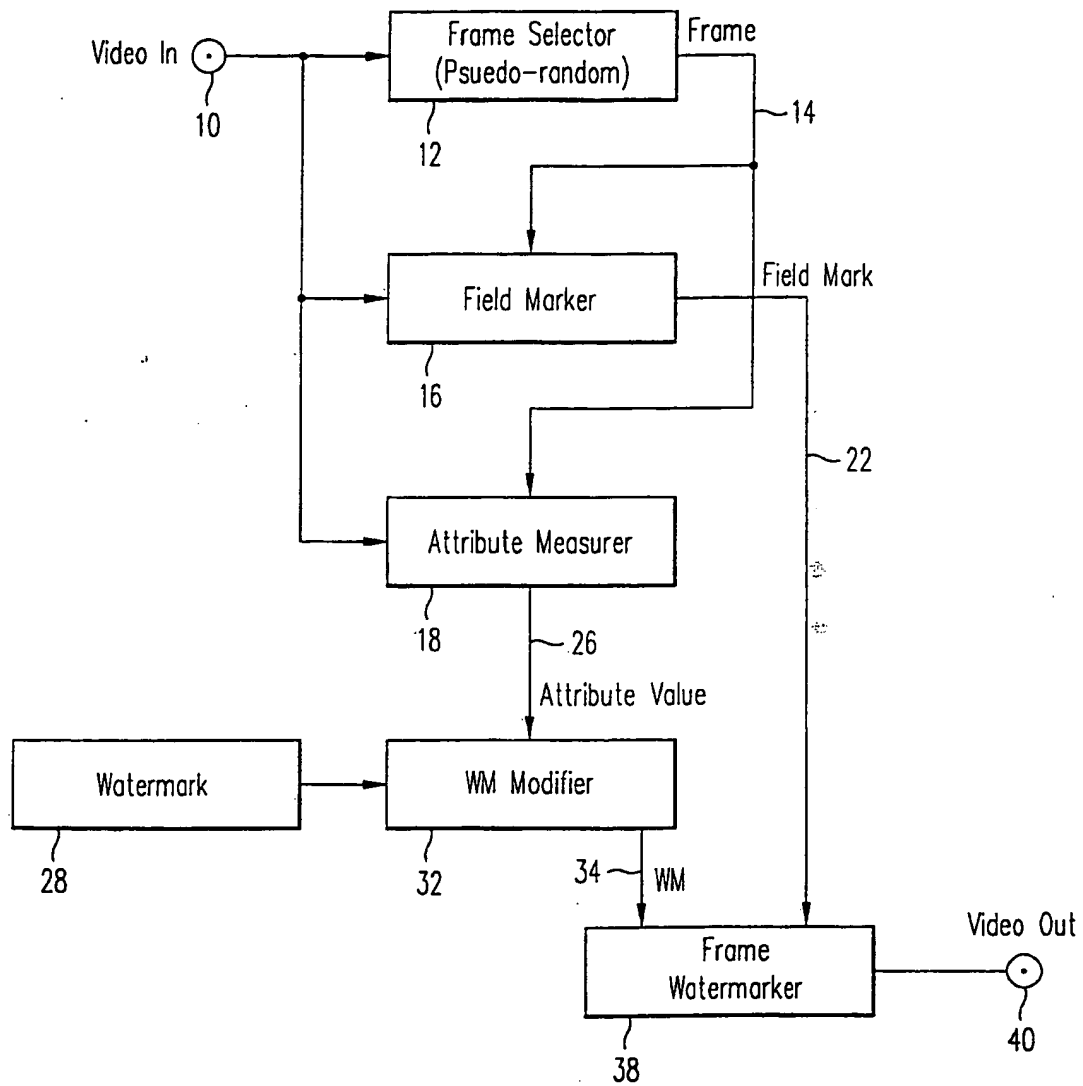 Video In
10
Frame Selector
(Psuedo-random)
12
Frame
14
Field Marker
16
Field Mark
22
Attribute Measurer
18
26
Attribute Value
Watermark
28
WM Modifier
32
34
WM
Frame
Watermarker
38
Video Out
40